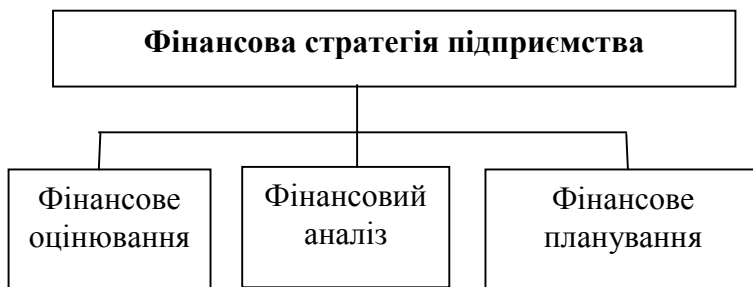 Фінансова стратегія підприємства
Фінансове
оцінювання
Фінансовий
аналіз
Фінансове
планування